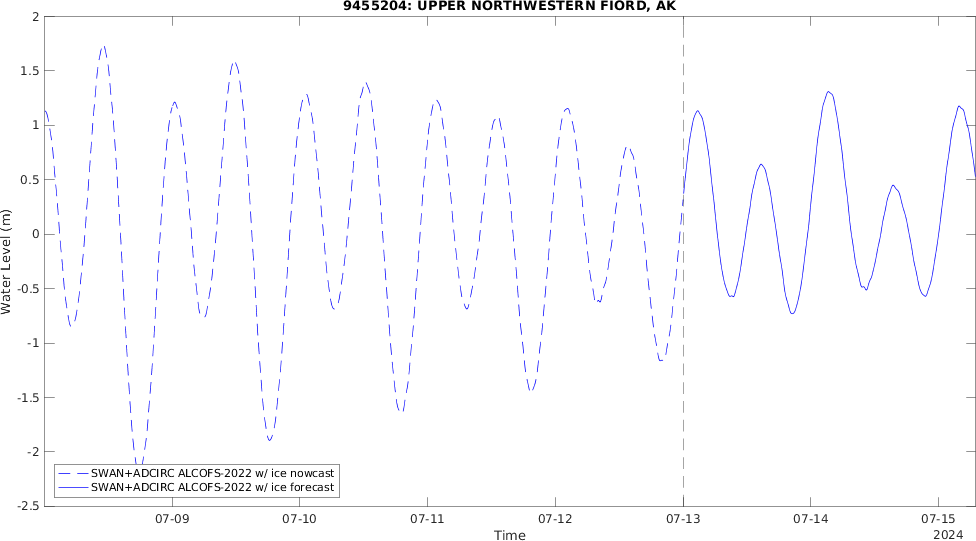 9455204: UPPER NORTHWESTERN FIORD, AK
2
1.5
1
0.5
0
-0.5
-1
-1.5
-2
-2.5
Water Level (m)
SWAN+ADCIRC ALCOFS-2022 w/ ice nowcast
SWAN+ADCIRC ALCOFS-2022 w/ ice forecast
07-09 07-10 07-11 07-12 07-13 07-14 07-15
Time
2024